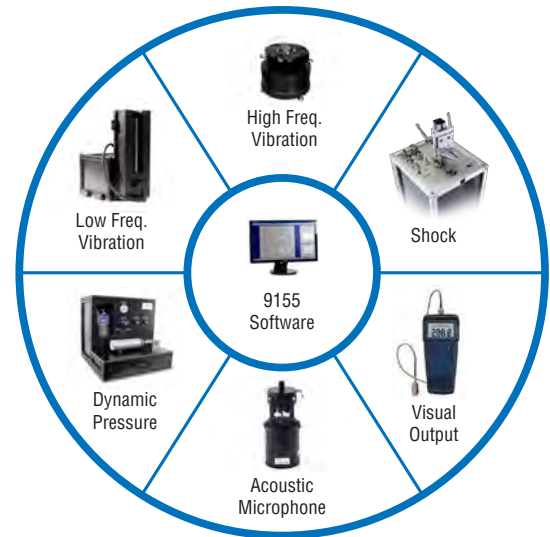 High Freq.
Vibration
Low Freq.
Vibration
Shock
9155
Software
Dynamic
Pressure
Visual
Output
Acoustic
Microphone